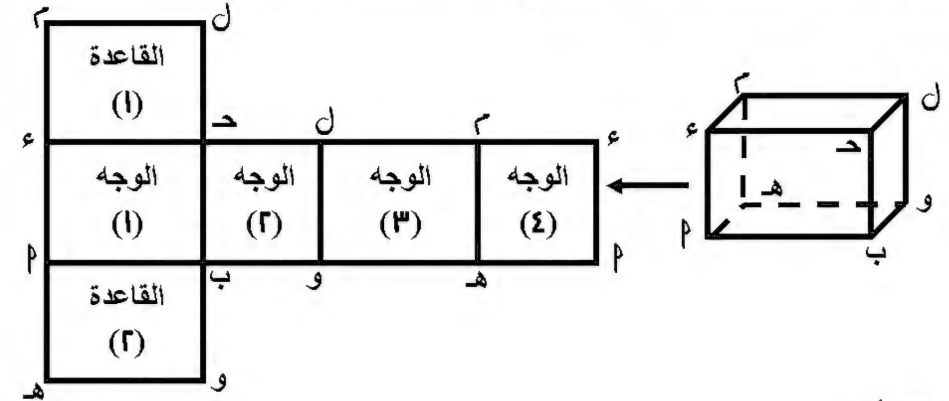 م ل
القاعدة
(١)
ء حـ ل م ء
الوجه الوجه الوجه الوجه
(١) (٢) (٣) (٤)
م ب و هـ م
القاعدة
(٢)
هـ و
م ل
ء حـ
هـ و
م ب